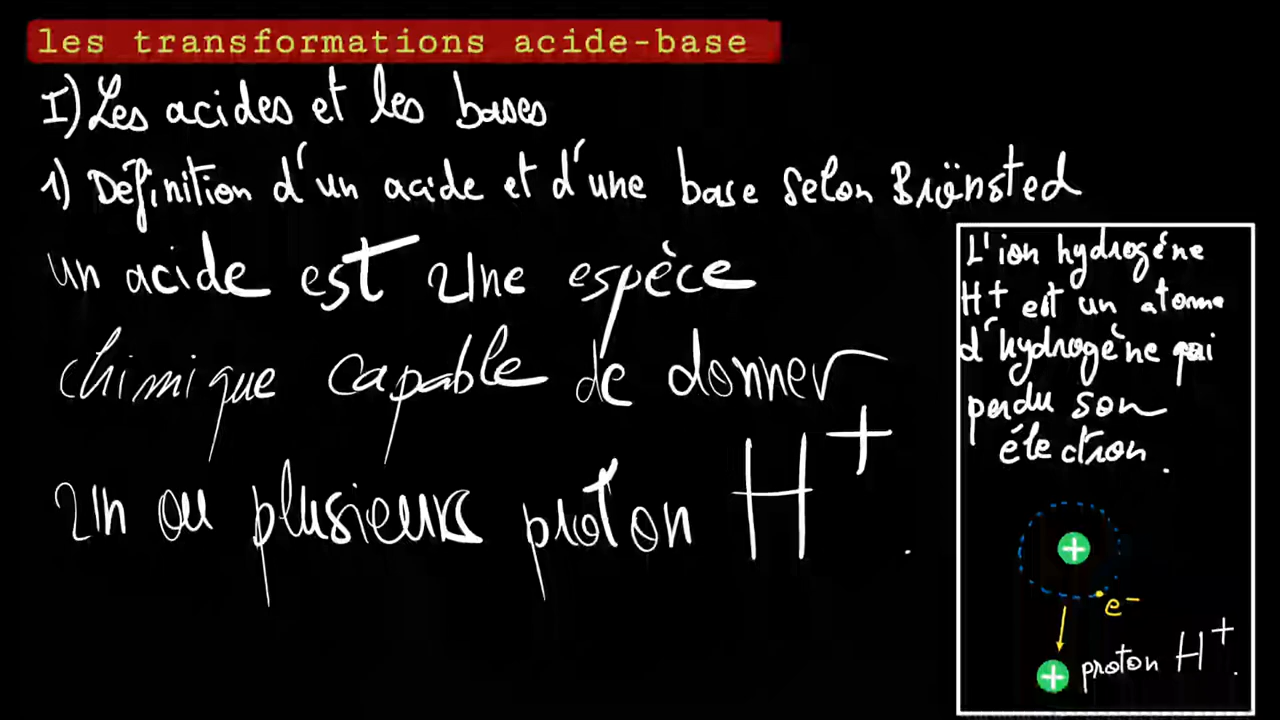 les transformations acide-base
I) Les acides et les bases
1) Définition d'un acide et d'une base selon Brönsted
un acide est une espèce
chimique capable de donner
un ou plusieurs proton H+ .
L'ion hydrogéne
H+ est un atome
d'hydrogène qui
perdu son
électron .
+
e-
+ proton H+ .